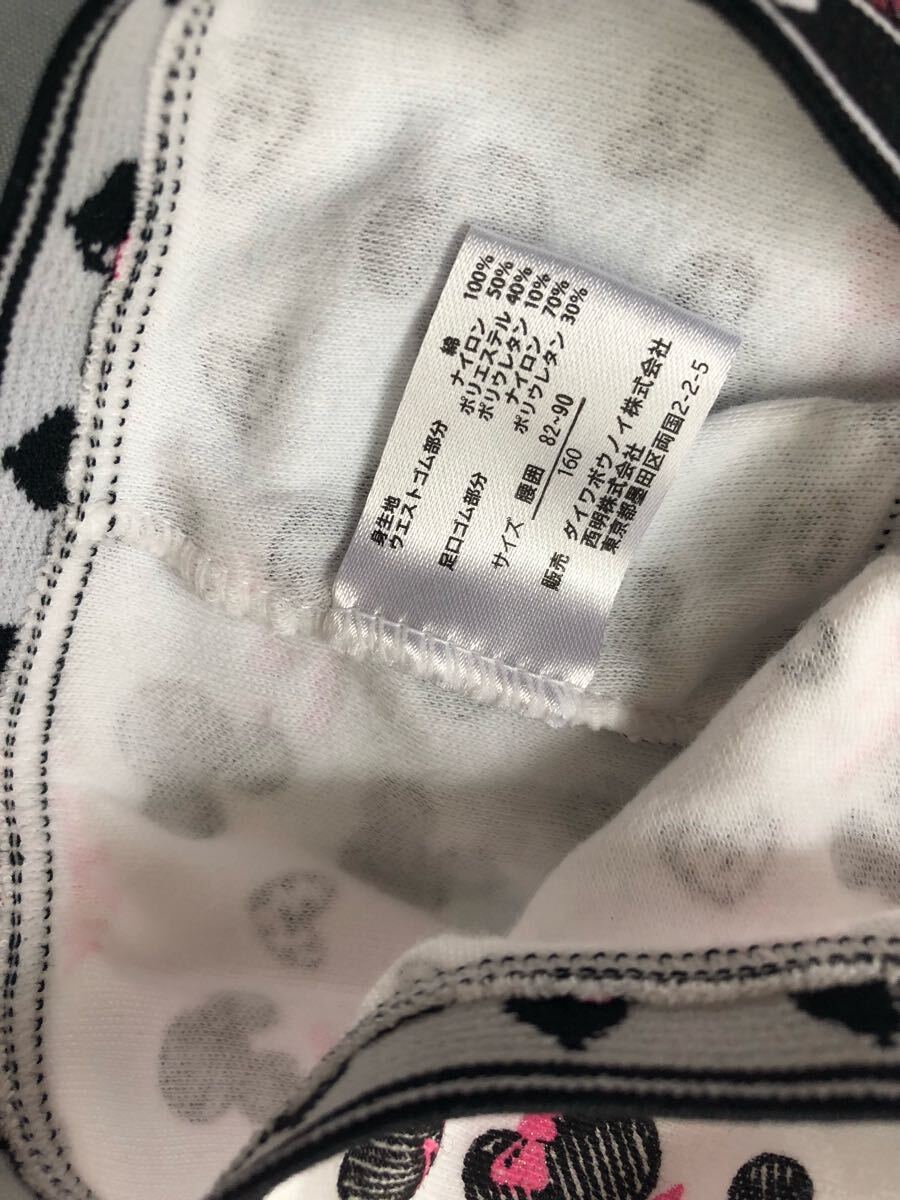 身生地 綿 100%
ウエストゴム部分 ナイロン 50%
ポリエステル 40%
ポリウレタン 10%
足口ゴム部分 ナイロン 70%
ポリウレタン 30%
サイズ 腰囲 82~90
160
販売 ダイワボウノイ株式会社
西明株式会社
東京都墨田区両国2-2-5